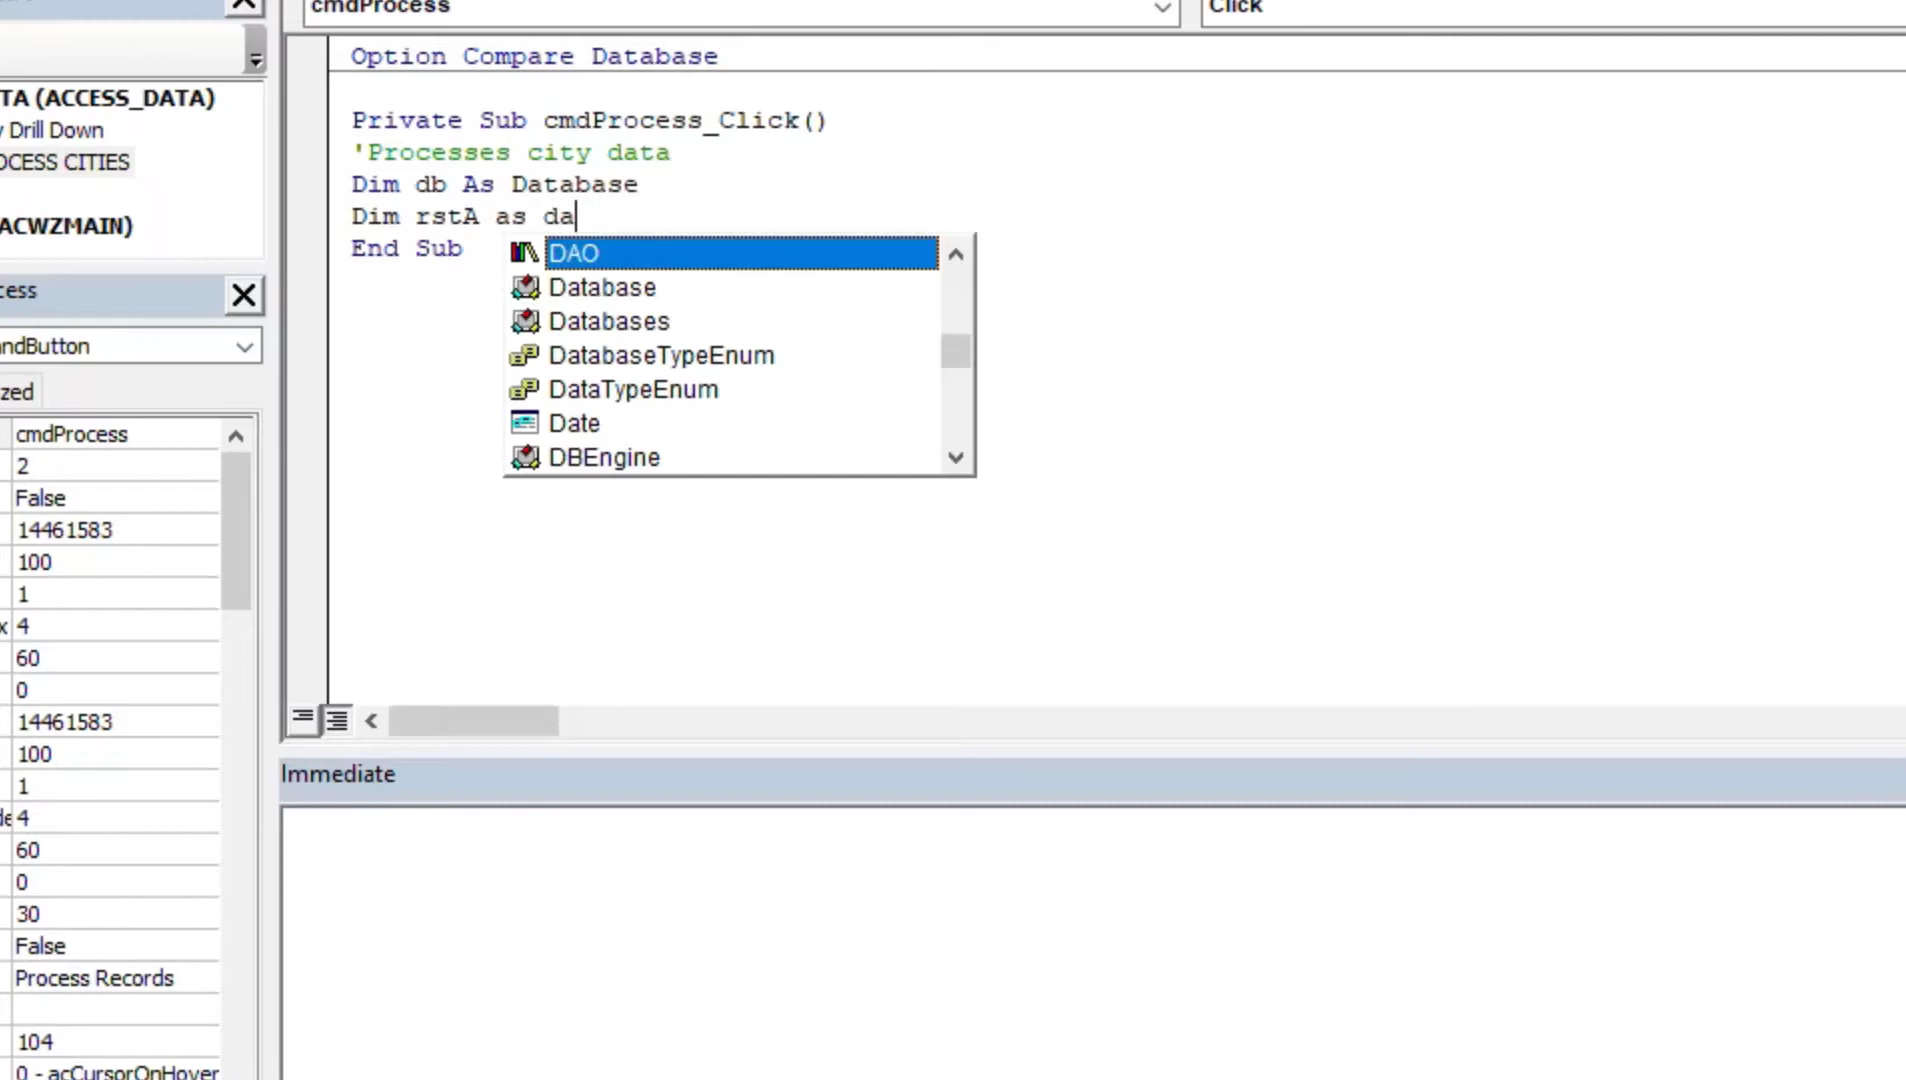 cmdProcess
Click
Option Compare Database
TA (ACCESS_DATA)
Drill Down
OCESS CITIES
ACWZMAIN)
Private Sub cmdProcess_Click()
'Processes city data
Dim db As Database
Dim rstA as da
End Sub
DAO
Database
Databases
DatabaseTypeEnum
DataTypeEnum
Date
DBEngine
cess
ndButton
zed
cmdProcess
2
False
14461583
100
1
x 4
60
0
14461583
100
1
de 4
60
0
30
False
Process Records
104
0 - acCursorOnHover
Immediate